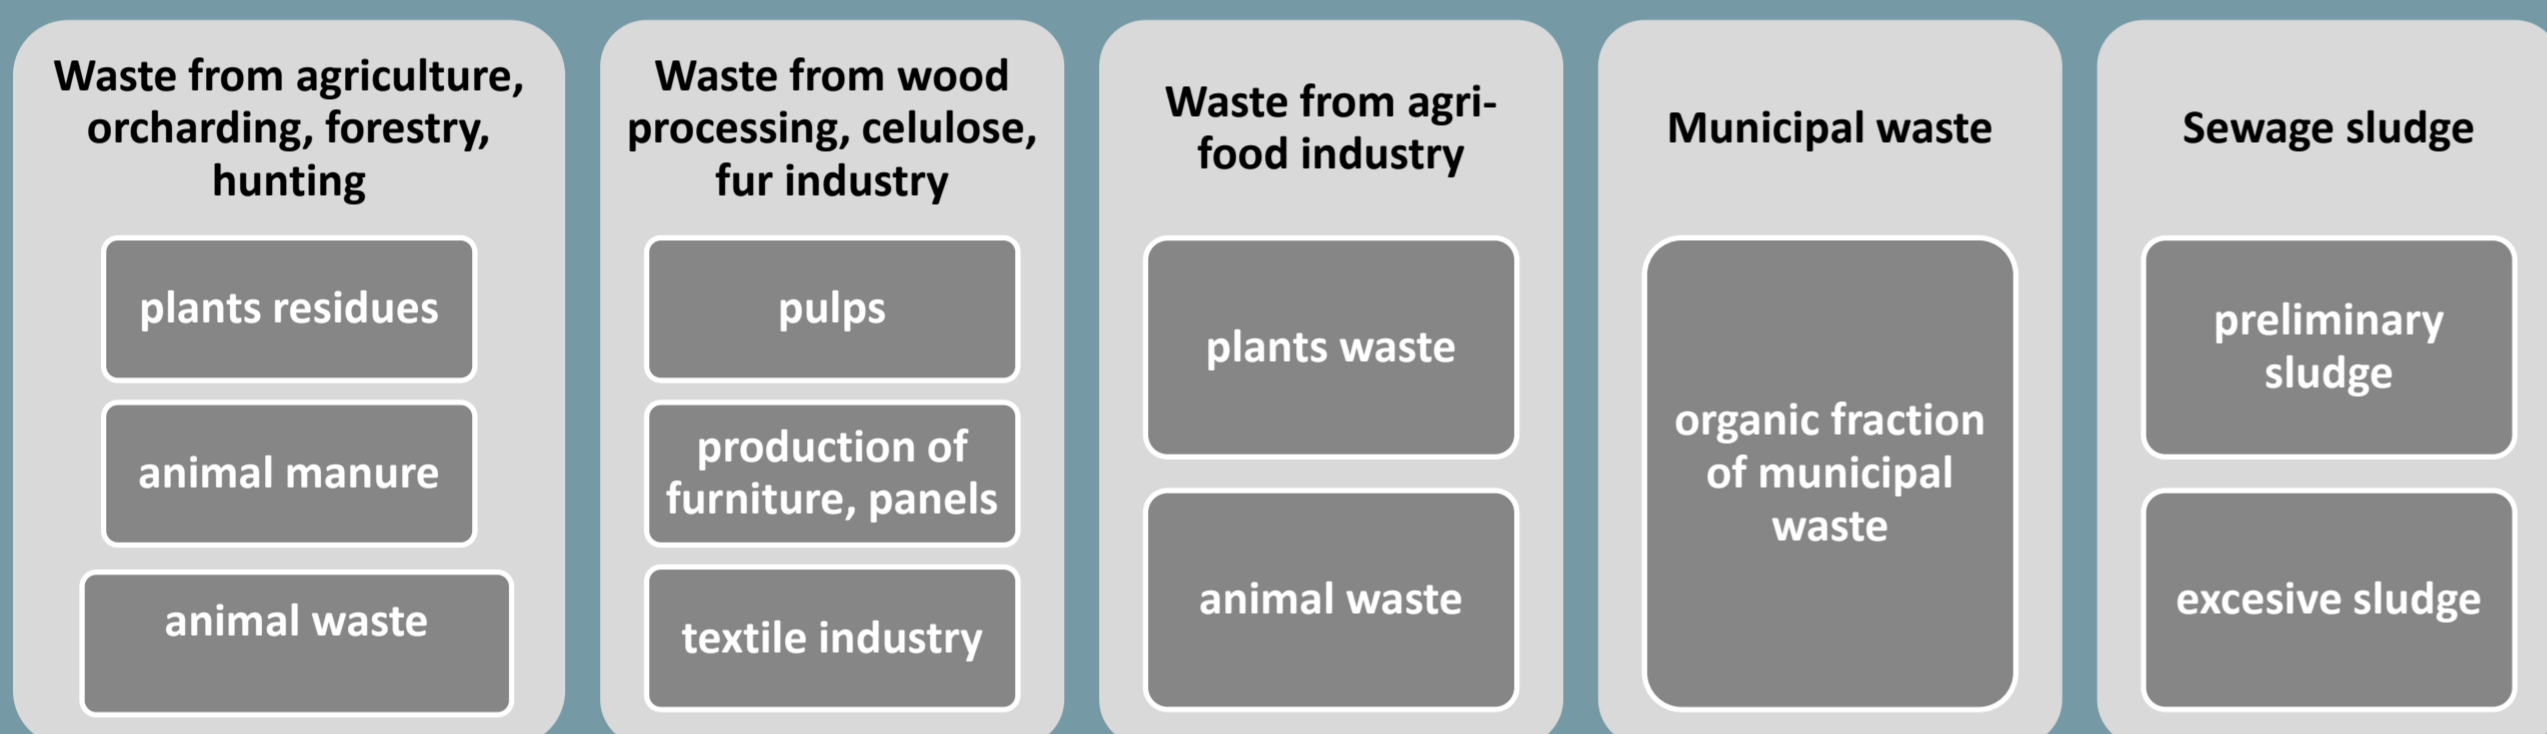 Waste from agriculture,
orcharding, forestry,
hunting
plants residues
animal manure
animal waste
Waste from wood
processing, celulose,
fur industry
pulps
production of
furniture, panels
textile industry
Waste from agri-
food industry
plants waste
animal waste
Municipal waste
organic fraction
of municipal
waste
Sewage sludge
preliminary
sludge
excesive sludge